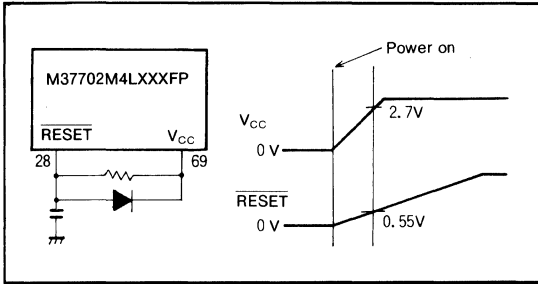 Power on
M37702M4LXXXFP
RESET VCC
28 69
VCC
2.7V
0 V
RESET
0 V
0.55V